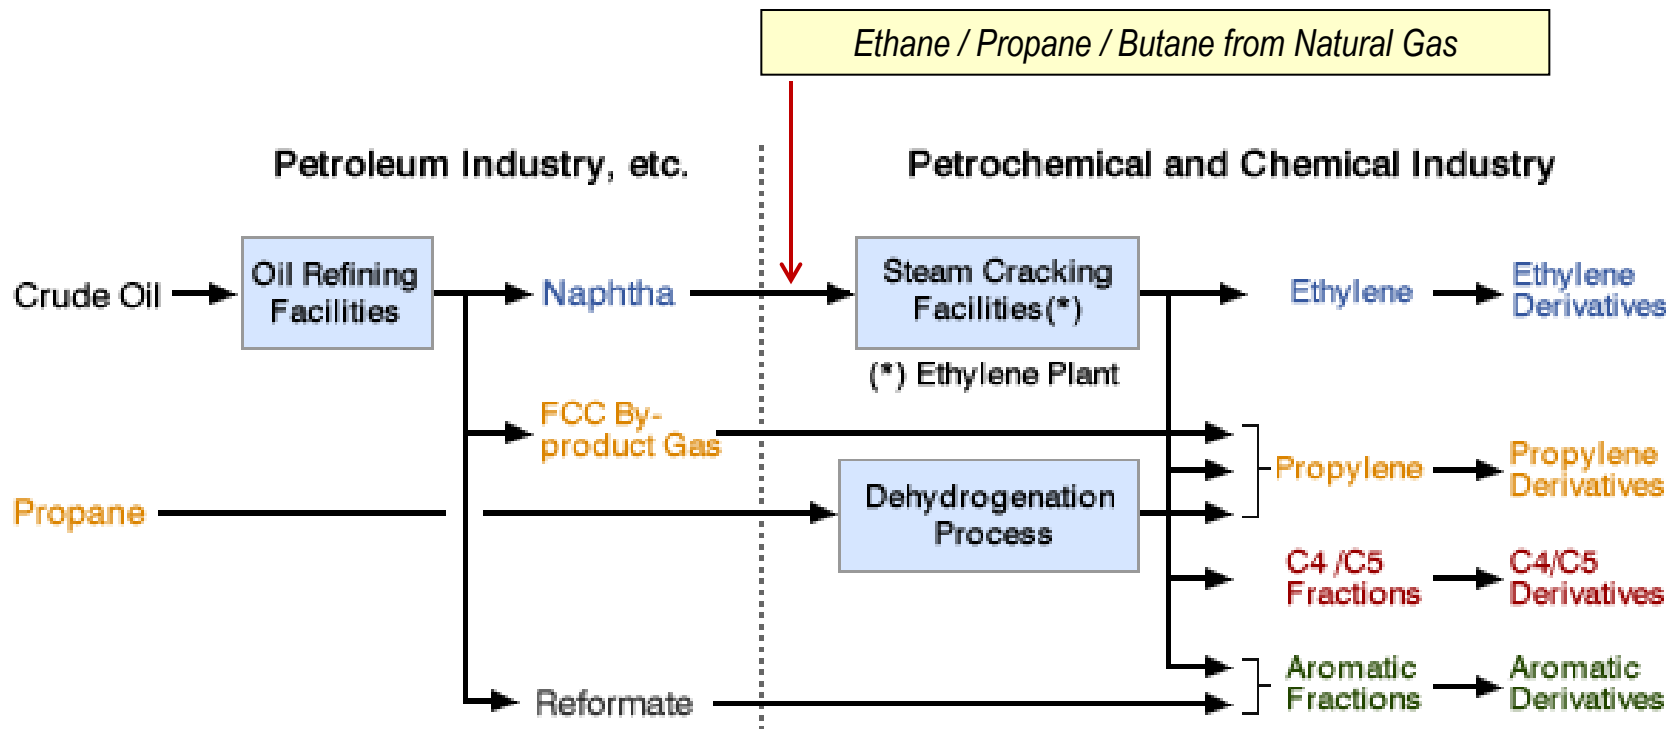 Ethane / Propane / Butane from Natural Gas
Petroleum Industry, etc.
Petrochemical and Chemical Industry
Crude Oil
Oil Refining
Facilities
Naphtha
Steam Cracking
Facilities(*)
(*) Ethylene Plant
Ethylene
Ethylene
Derivatives
FCC By-
product Gas
Propane
Dehydrogenation
Process
Propylene
Propylene
Derivatives
C4 /C5
Fractions
C4/C5
Derivatives
Reformate
Aromatic
Fractions
Aromatic
Derivatives